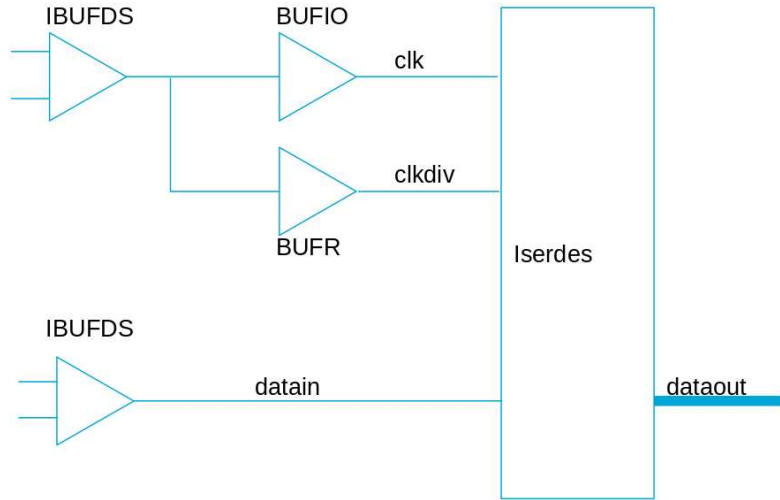 IBUFDS
BUFIO
clk
clkdiv
BUFR
Iserdes
IBUFDS
datain
dataout